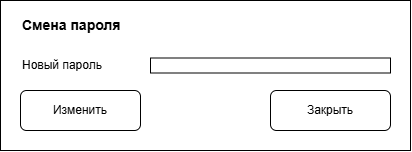 Смена пароля
Новый пароль
Изменить
Закрыть